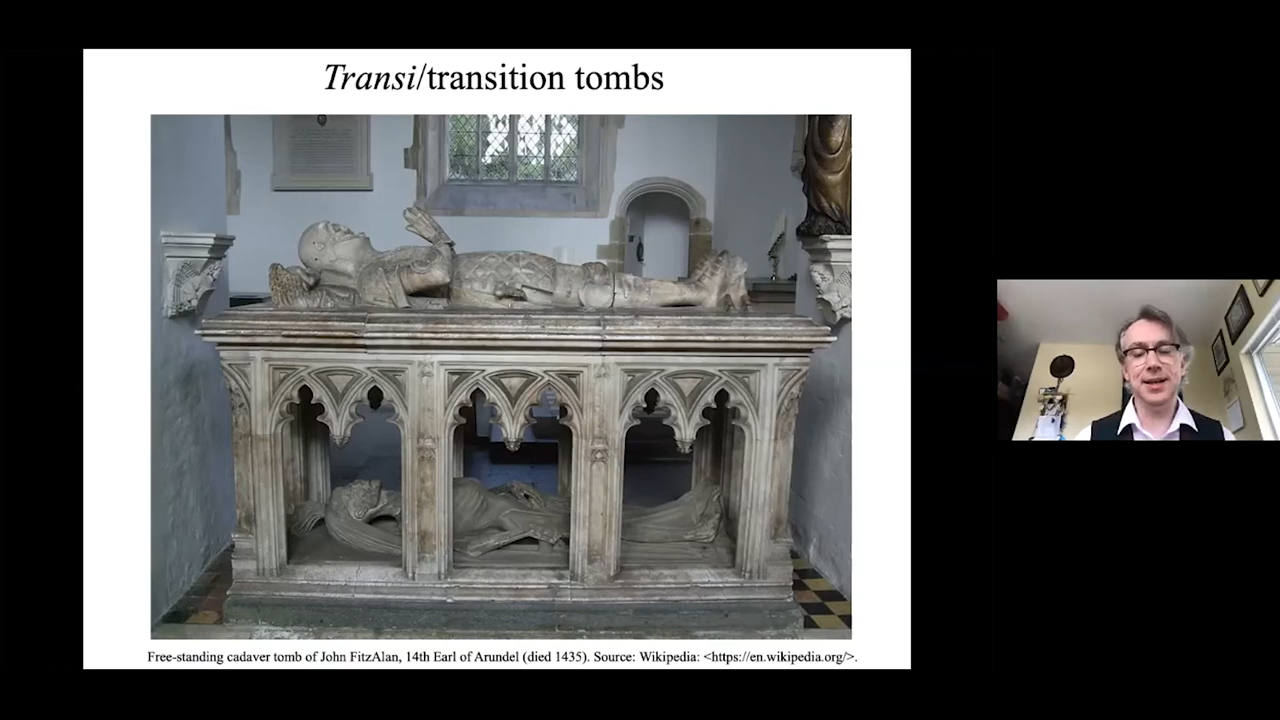 Transi/transition tombs
Free-standing cadaver tomb of John FitzAlan, 14th Earl of Arundel (died 1435). Source: Wikipedia: <https://en.wikipedia.org/>.